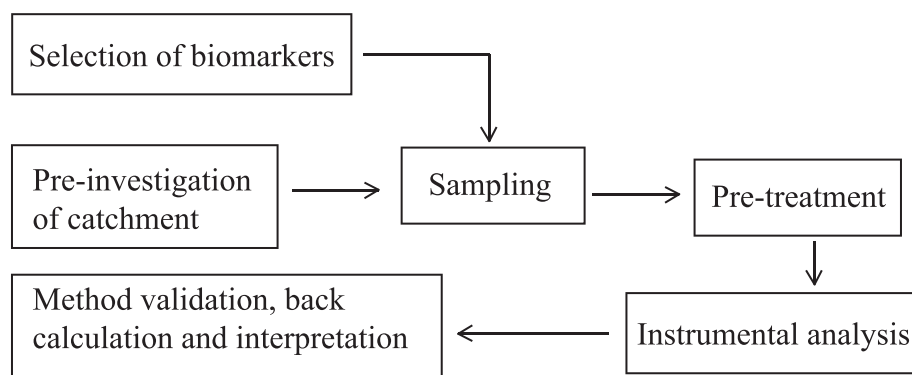 Selection of biomarkers
Pre-investigation
of catchment
Sampling
Pre-treatment
Instrumental analysis
Method validation, back
calculation and interpretation